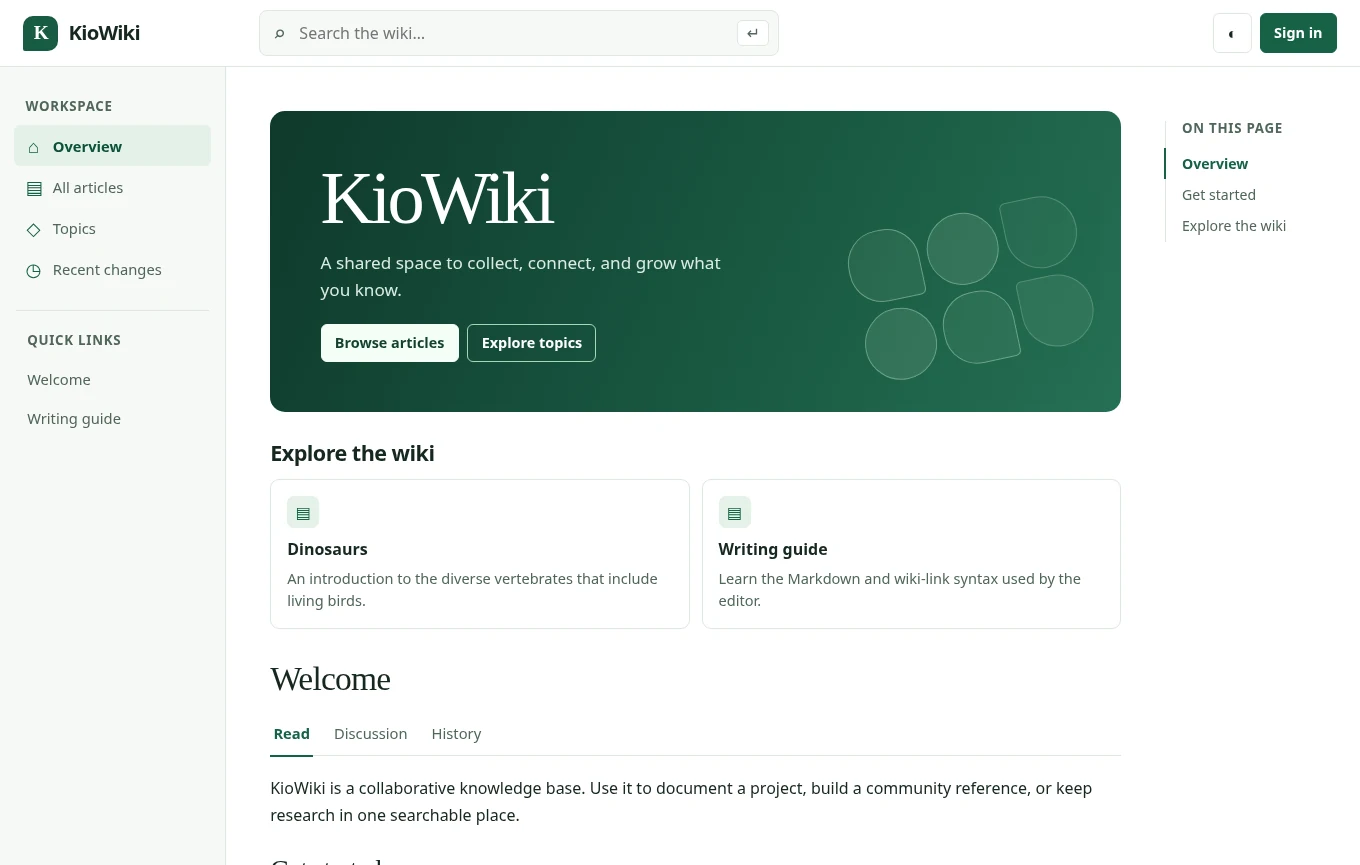 K KioWiki
Search the wiki...
Sign in
WORKSPACE
Overview
All articles
Topics
Recent changes
QUICK LINKS
Welcome
Writing guide
KioWiki
A shared space to collect, connect, and grow what
you know.
Browse articles
Explore topics
ON THIS PAGE
Overview
Get started
Explore the wiki
Explore the wiki
Dinosaurs
An introduction to the diverse vertebrates that include
living birds.
Writing guide
Learn the Markdown and wiki-link syntax used by the
editor.
Welcome
Read Discussion History
KioWiki is a collaborative knowledge base. Use it to document a project, build a community reference, or keep
research in one searchable place.